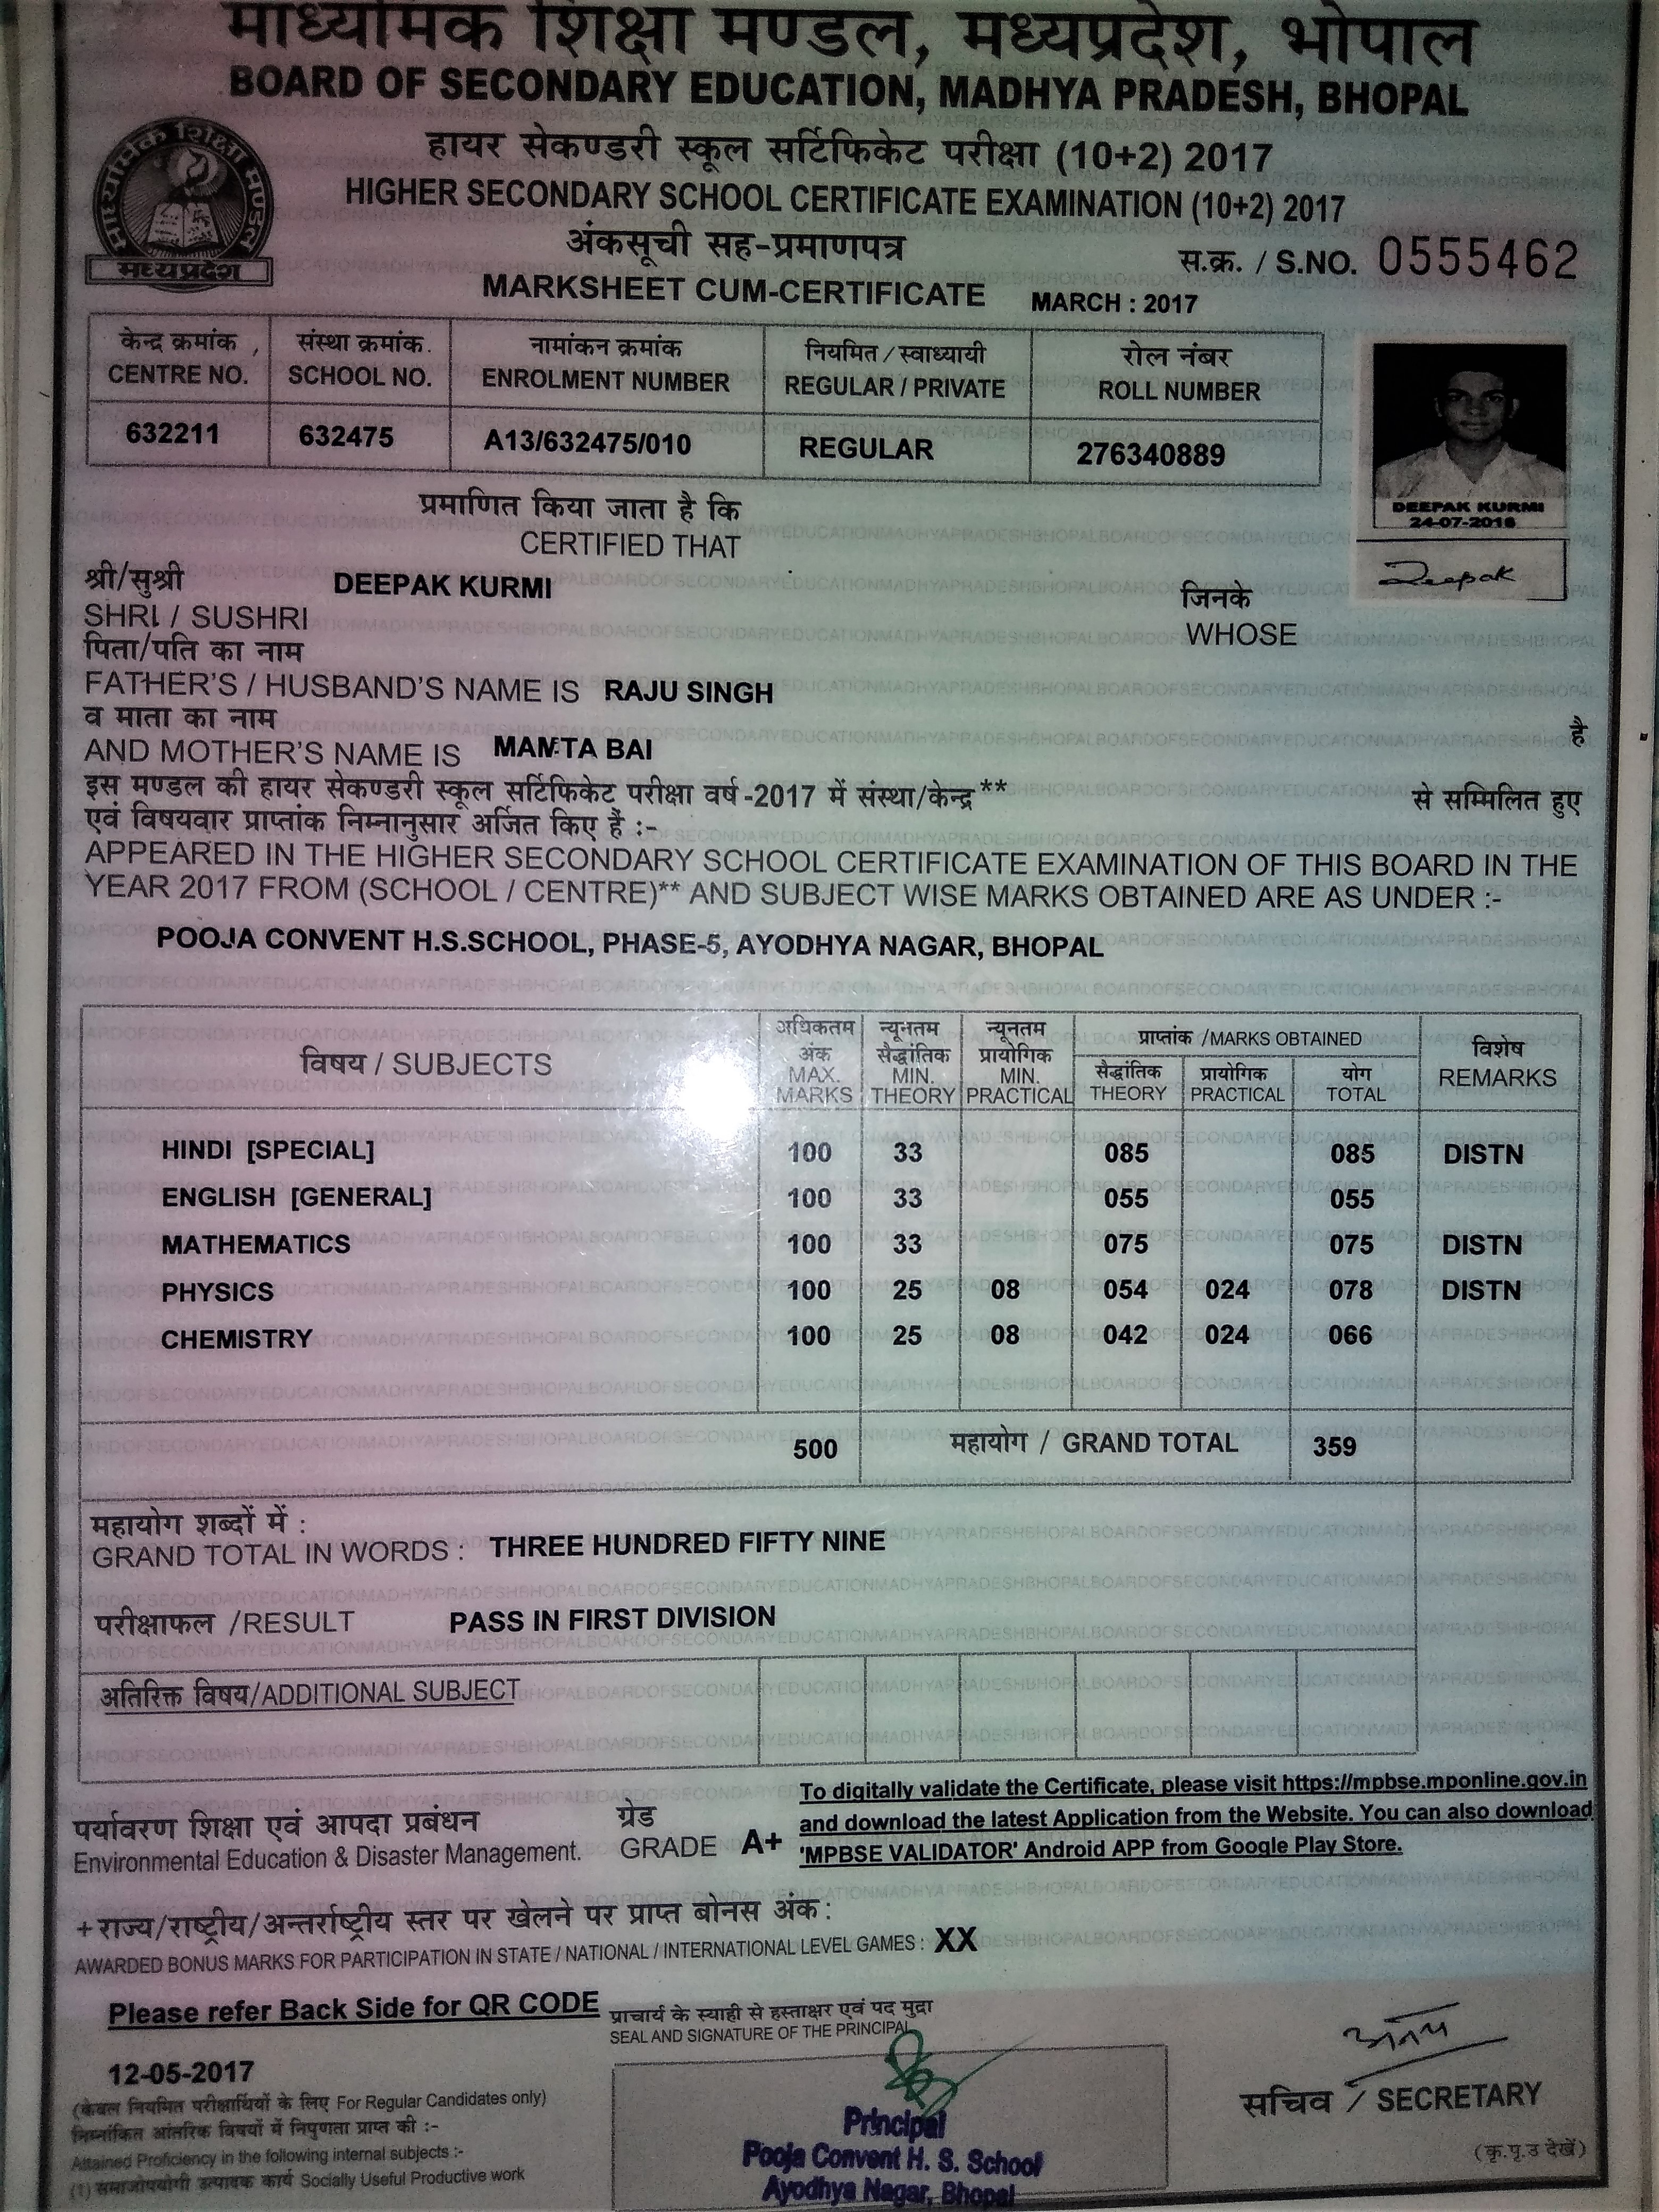 माध्यमिक शिक्षा मण्डल, मध्यप्रदेश, भोपाल
BOARD OF SECONDARY EDUCATION, MADHYA PRADESH, BHOPAL
हायर सेकण्डरी स्कूल सर्टिफिकेट परीक्षा (10+2) 2017
HIGHER SECONDARY SCHOOL CERTIFICATE EXAMINATION (10+2) 2017
माध्यमिक शिक्षा मण्डल
मध्यप्रदेश
अंकसूची सह-प्रमाणपत्र
स.क्र. / S.NO. 0555462
MARKSHEET CUM-CERTIFICATE MARCH : 2017
केन्द्र क्रमांक संस्था क्रमांक नामांकन क्रमांक नियमित / स्वाध्यायी रोल नंबर
CENTRE NO. SCHOOL NO. ENROLMENT NUMBER REGULAR / PRIVATE ROLL NUMBER
632211 632475 A13/632475/010 REGULAR 276340889
DEEPAK KURMI
24-07-2016
Deepak
प्रमाणित किया जाता है कि
CERTIFIED THAT
श्री/सुश्री DEEPAK KURMI जिनके
SHRI / SUSHRI WHOSE
पिता/पति का नाम
FATHER'S / HUSBAND'S NAME IS RAJU SINGH
व माता का नाम है
AND MOTHER'S NAME IS MAMTA BAI
इस मण्डल की हायर सेकण्डरी स्कूल सर्टिफिकेट परीक्षा वर्ष-2017 में संस्था/केन्द्र** से सम्मिलित हुए
एवं विषयवार प्राप्तांक निम्नानुसार अर्जित किए हैं :-
APPEARED IN THE HIGHER SECONDARY SCHOOL CERTIFICATE EXAMINATION OF THIS BOARD IN THE
YEAR 2017 FROM (SCHOOL / CENTRE)** AND SUBJECT WISE MARKS OBTAINED ARE AS UNDER :-
POOJA CONVENT H.S.SCHOOL, PHASE-5, AYODHYA NAGAR, BHOPAL
विषय / SUBJECTS
अधिकतम अंक MAX. MARKS
न्यूनतम सैद्धांतिक MIN. THEORY
न्यूनतम प्रायोगिक MIN. PRACTICAL
प्राप्तांक / MARKS OBTAINED
सैद्धांतिक THEORY
प्रायोगिक PRACTICAL
योग TOTAL
विशेष REMARKS
HINDI [SPECIAL] 100 33 085 085 DISTN
ENGLISH [GENERAL] 100 33 055 055
MATHEMATICS 100 33 075 075 DISTN
PHYSICS 100 25 08 054 024 078 DISTN
CHEMISTRY 100 25 08 042 024 066
500 महायोग / GRAND TOTAL 359
महायोग शब्दों में :
GRAND TOTAL IN WORDS : THREE HUNDRED FIFTY NINE
परीक्षाफल /RESULT PASS IN FIRST DIVISION
अतिरिक्त विषय/ADDITIONAL SUBJECT
पर्यावरण शिक्षा एवं आपदा प्रबंधन ग्रेड
Environmental Education & Disaster Management. GRADE A+
To digitally validate the Certificate, please visit https://mpbse.mponline.gov.in
and download the latest Application from the Website. You can also download
'MPBSE VALIDATOR' Android APP from Google Play Store.
+राज्य/राष्ट्रीय/अन्तर्राष्ट्रीय स्तर पर खेलने पर प्राप्त बोनस अंक :
AWARDED BONUS MARKS FOR PARTICIPATION IN STATE / NATIONAL / INTERNATIONAL LEVEL GAMES : XX
Please refer Back Side for QR CODE
प्राचार्य के स्याही से हस्ताक्षर एवं पद मुद्रा
SEAL AND SIGNATURE OF THE PRINCIPAL
12-05-2017
(केवल नियमित परीक्षार्थियों के लिए For Regular Candidates only)
निम्नांकित आंतरिक विषयों में निपुणता प्राप्त की :-
Attained Proficiency in the following internal subjects :-
(1) समाजोपयोगी उत्पादक कार्य Socially Useful Productive work
Principal
Pooja Convent H. S. School
Ayodhya Nagar, Bhopal
सचिव / SECRETARY
(कृ.पृ.उ देखें)